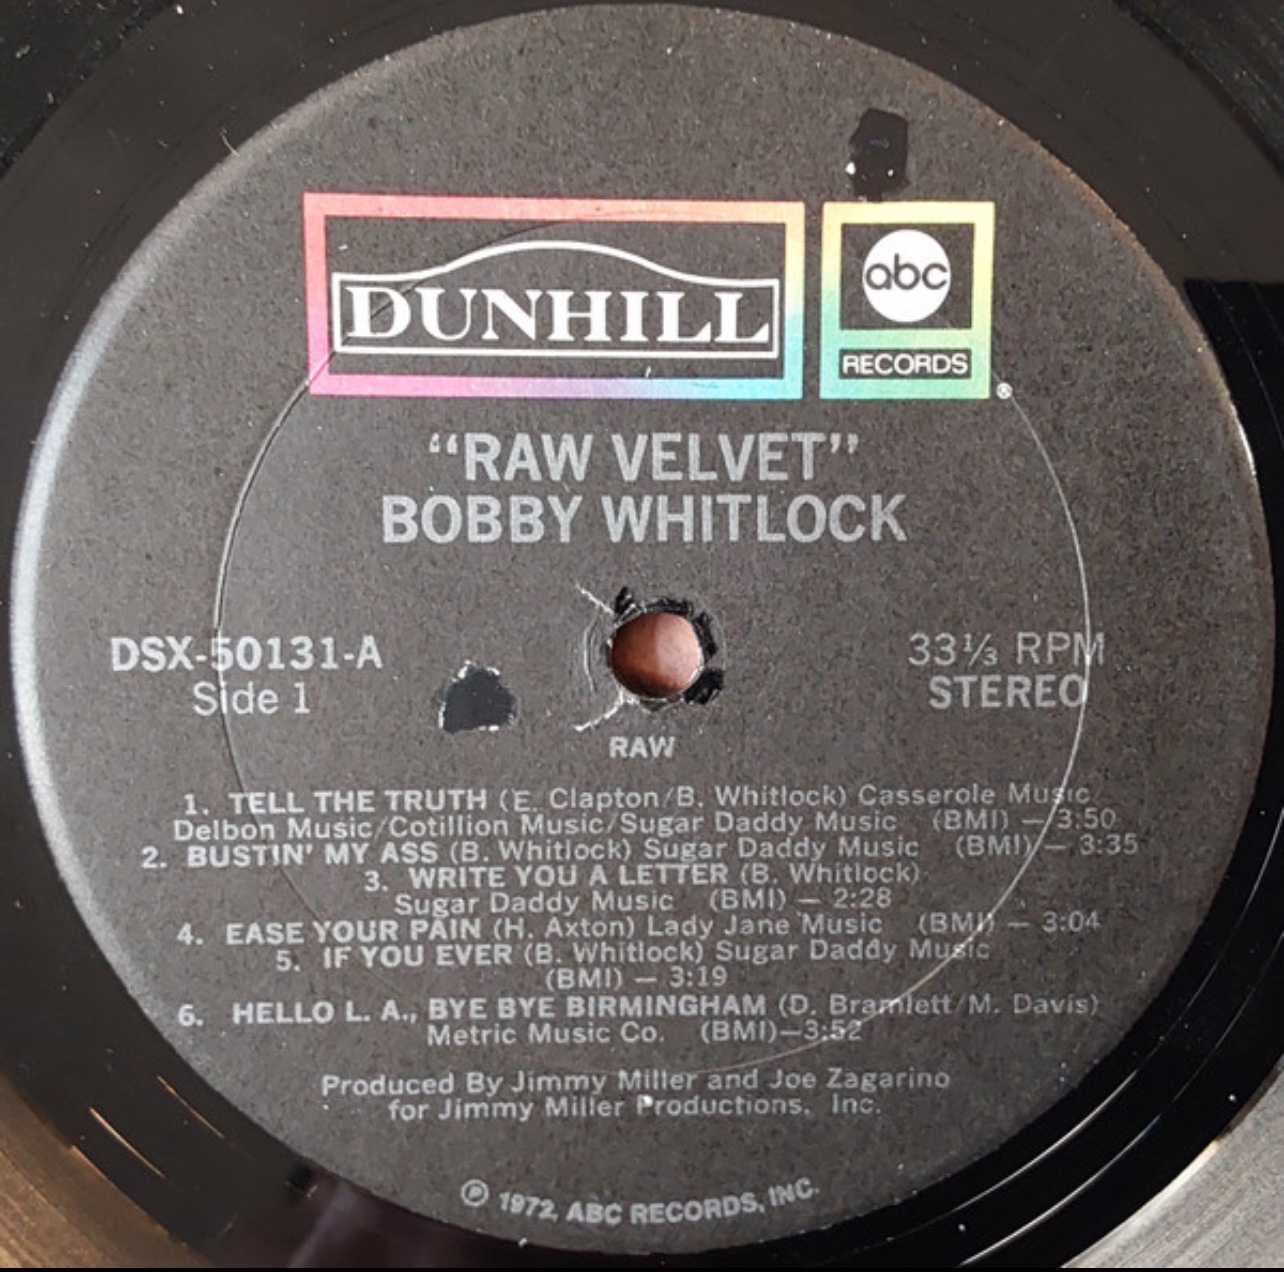 DUNHILL
abc
RECORDS
®
“RAW VELVET”
BOBBY WHITLOCK
DSX-50131-A
Side 1
33⅓ RPM
STEREO
RAW
1. TELL THE TRUTH (E. Clapton/B. Whitlock) Casserole Music
Delbon Music/Cotillion Music/Sugar Daddy Music (BMI) — 3:50
2. BUSTIN’ MY ASS (B. Whitlock) Sugar Daddy Music (BMI) — 3:35
3. WRITE YOU A LETTER (B. Whitlock)
Sugar Daddy Music (BMI) — 2:28
4. EASE YOUR PAIN (H. Axton) Lady Jane Music (BMI) — 3:04
5. IF YOU EVER (B. Whitlock) Sugar Daddy Music
(BMI) — 3:19
6. HELLO L. A., BYE BYE BIRMINGHAM (D. Bramlett/M. Davis)
Metric Music Co. (BMI)—3:52
Produced By Jimmy Miller and Joe Zagarino
for Jimmy Miller Productions, Inc.
℗ 1972, ABC RECORDS, INC.